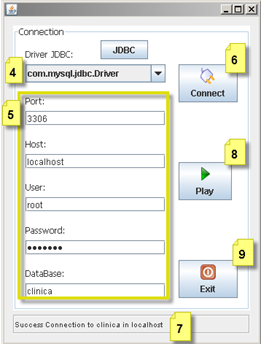 Connection
Driver JDBC:
JDBC
4
com.mysql.jdbc.Driver
6
Connect
5
Port:
3306
Host:
localhost
8
Play
User:
root
Password:
●●●●●●●
9
DataBase:
clinica
Exit
Success Connection to clinica in localhost
7